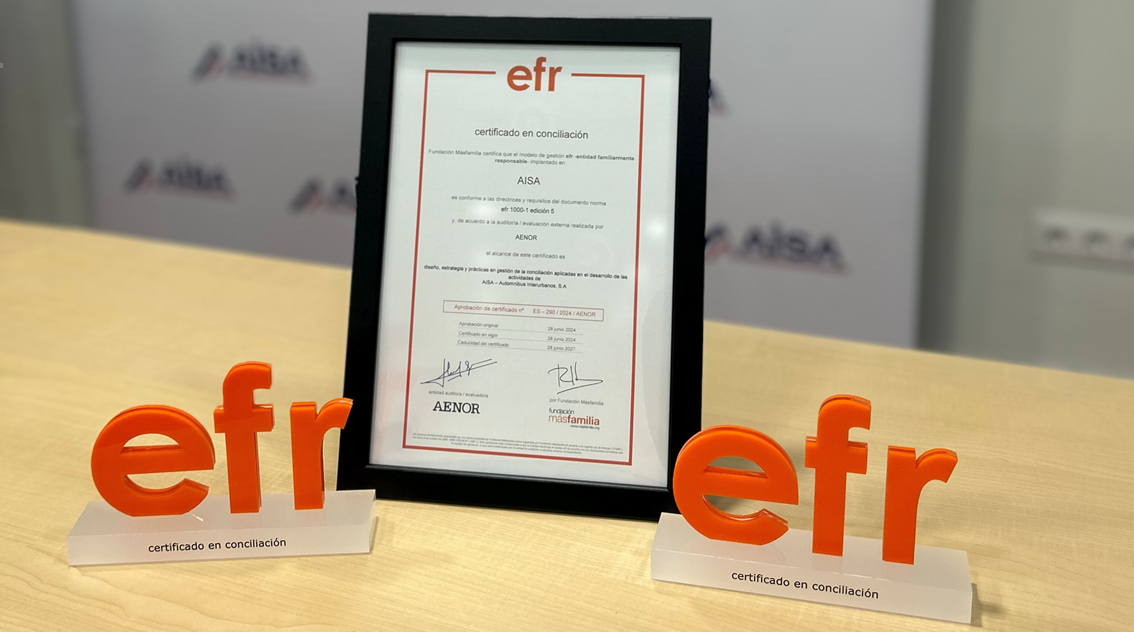 AISA
AISA
AISA
efr
certificado en conciliación
Fundación Másfamilia certifica que el modelo de gestión efr -entidad familiarmente
responsable- implantado en
AISA
es conforme a las directrices y requisitos del documento norma
efr 1000-1 edición 5
y, de acuerdo a la auditoría / evaluación externa realizada por
AENOR
el alcance de este certificado es
diseño, estrategia y prácticas en gestión de la conciliación aplicadas en el desarrollo de las
actividades de
AISA – Automnibus Interurbanos, S.A
Aprobación de certificado nº ES – 290 / 2024 / AENOR
Aprobación original 28 junio 2024
Certificado en vigor 28 junio 2024
Caducidad del certificado 28 junio 2027
entidad auditora / evaluadora
AENOR
por Fundación Másfamilia
fundación
másfamilia
efr
certificado en conciliación
efr
certificado en conciliación